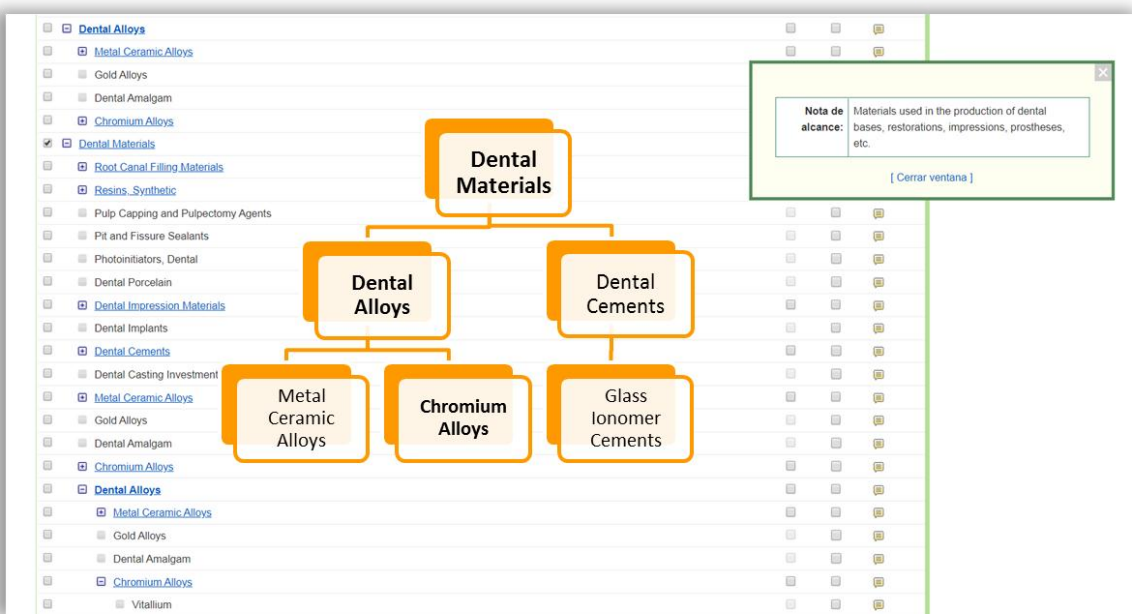 Dental Alloys
Metal Ceramic Alloys
Gold Alloys
Dental Amalgam
Chromium Alloys
Dental Materials
Root Canal Filling Materials
Resins, Synthetic
Pulp Capping and Pulpectomy Agents
Pit and Fissure Sealants
Photoinitiators, Dental
Dental Porcelain
Dental Impression Materials
Dental Implants
Dental Cements
Dental Casting Investment
Metal Ceramic Alloys
Gold Alloys
Dental Amalgam
Chromium Alloys
Dental Alloys
Metal Ceramic Alloys
Gold Alloys
Dental Amalgam
Chromium Alloys
Vitallium
Dental
Materials
Dental
Alloys
Dental
Cements
Metal
Ceramic
Alloys
Chromium
Alloys
Glass
Ionomer
Cements
Nota de alcance:
Materials used in the production of dental
bases, restorations, impressions, prostheses,
etc.
[ Cerrar ventana ]